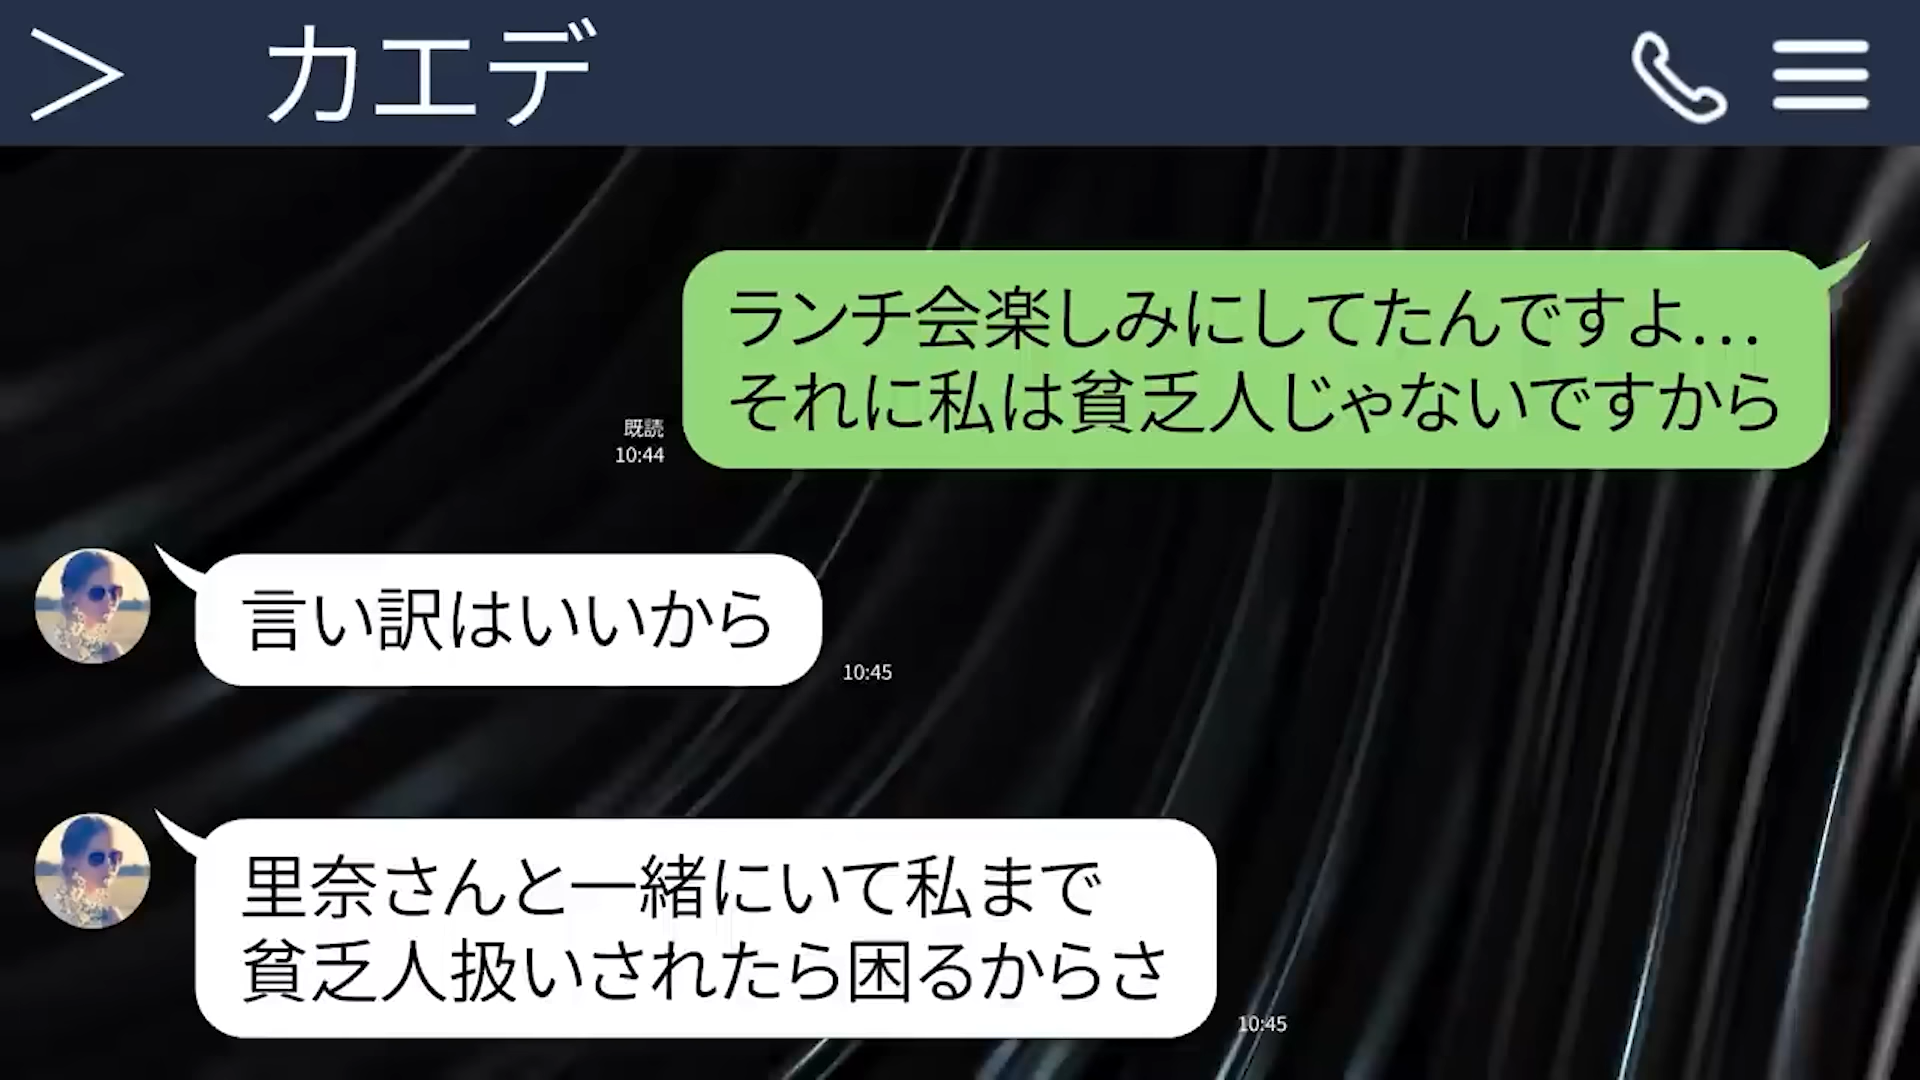 ＞ カエデ
ランチ会楽しみにしてたんですよ…
それに私は貧乏人じゃないですから
既読
10:44
言い訳はいいから
10:45
里奈さんと一緒にいて私まで
貧乏人扱いされたら困るからさ
10:45